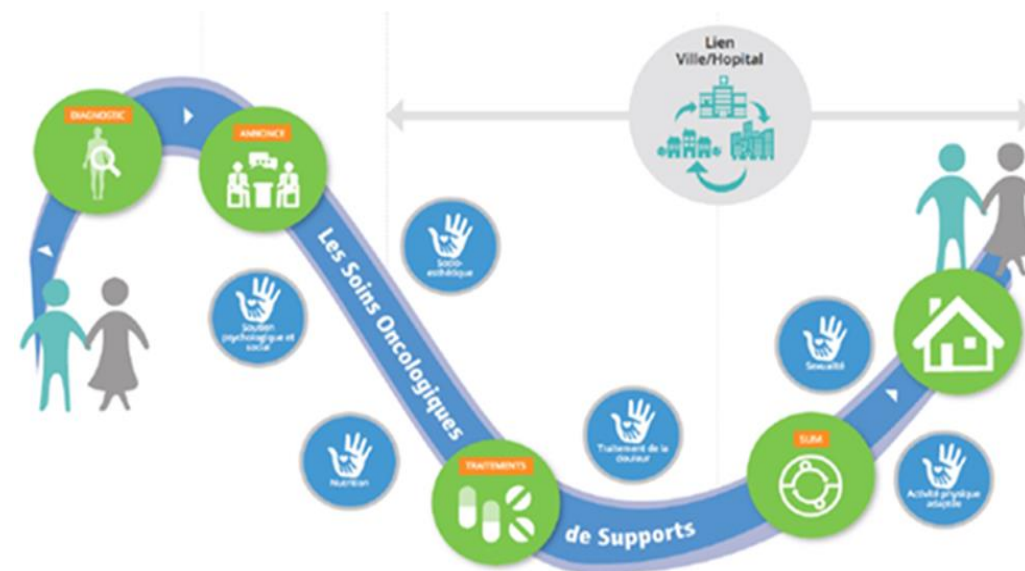 Lien
Ville/Hopital
DIAGNOSTIC
ANNONCE
Les Soins Oncologiques
Socio-
esthétique
Soutien
psychologique et
social
Nutrition
TRAITEMENTS
Traitement de la
douleur
Sexualité
SUIVI
Activité physique
adaptée
de Supports